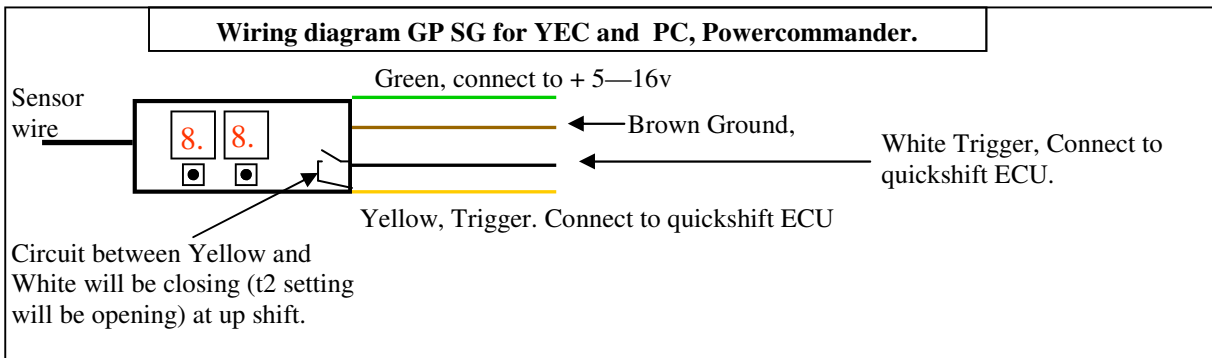 Wiring diagram GP SG for YEC and  PC, Powercommander.
Green, connect to + 5—16v
Sensor
wire
8. 8.
Brown Ground,
White Trigger, Connect to
quickshift ECU.
Yellow, Trigger. Connect to quickshift ECU
Circuit between Yellow and
White will be closing (t2 setting
will be opening) at up shift.